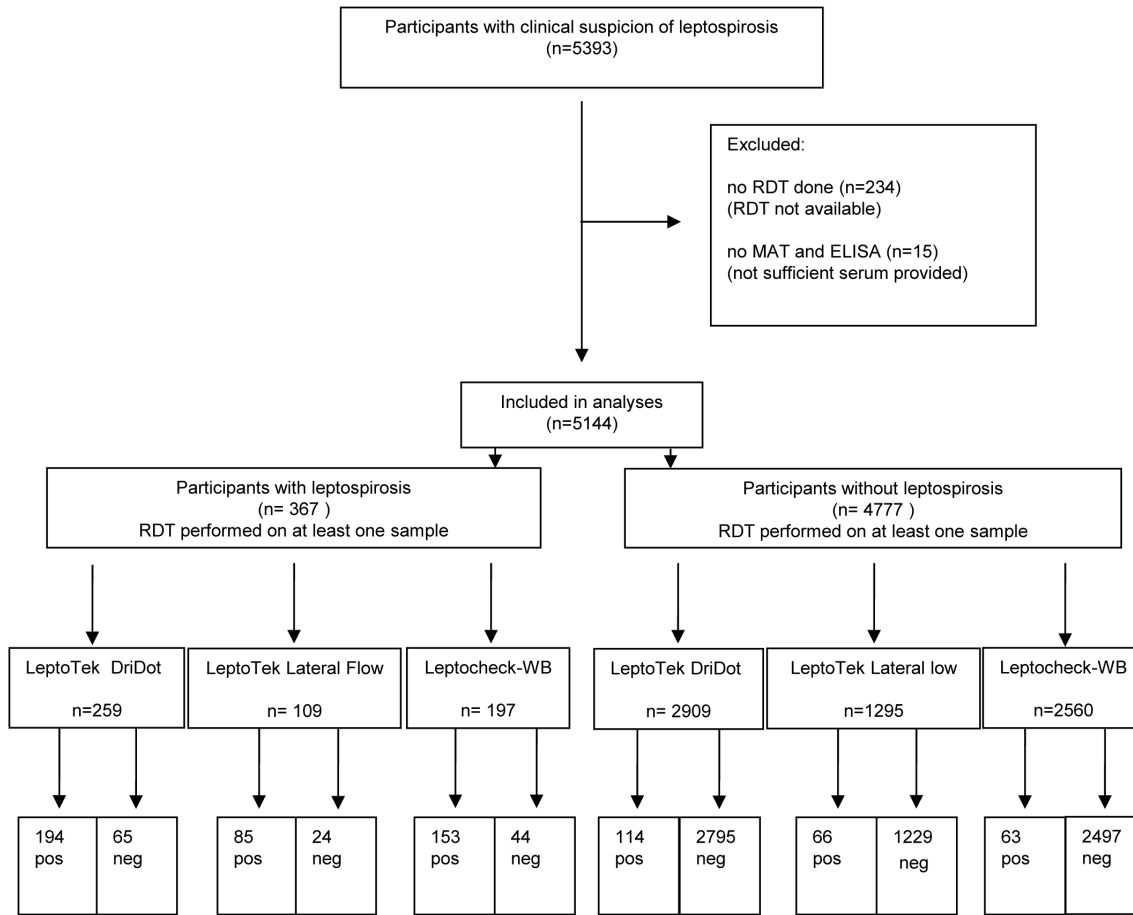 Participants with clinical suspicion of leptospirosis
(n=5393)
Excluded:
no RDT done (n=234)
(RDT not available)
no MAT and ELISA (n=15)
(not sufficient serum provided)
Included in analyses
(n=5144)
Participants with leptospirosis
(n= 367 )
RDT performed on at least one sample
Participants without leptospirosis
(n= 4777 )
RDT performed on at least one sample
LeptoTek DriDot
n=259
LeptoTek Lateral Flow
n= 109
Leptocheck-WB
n= 197
LeptoTek DriDot
n= 2909
LeptoTek Lateral low
n=1295
Leptocheck-WB
n=2560
194
pos
65
neg
85
pos
24
neg
153
pos
44
neg
114
pos
2795
neg
66
pos
1229
neg
63
pos
2497
neg